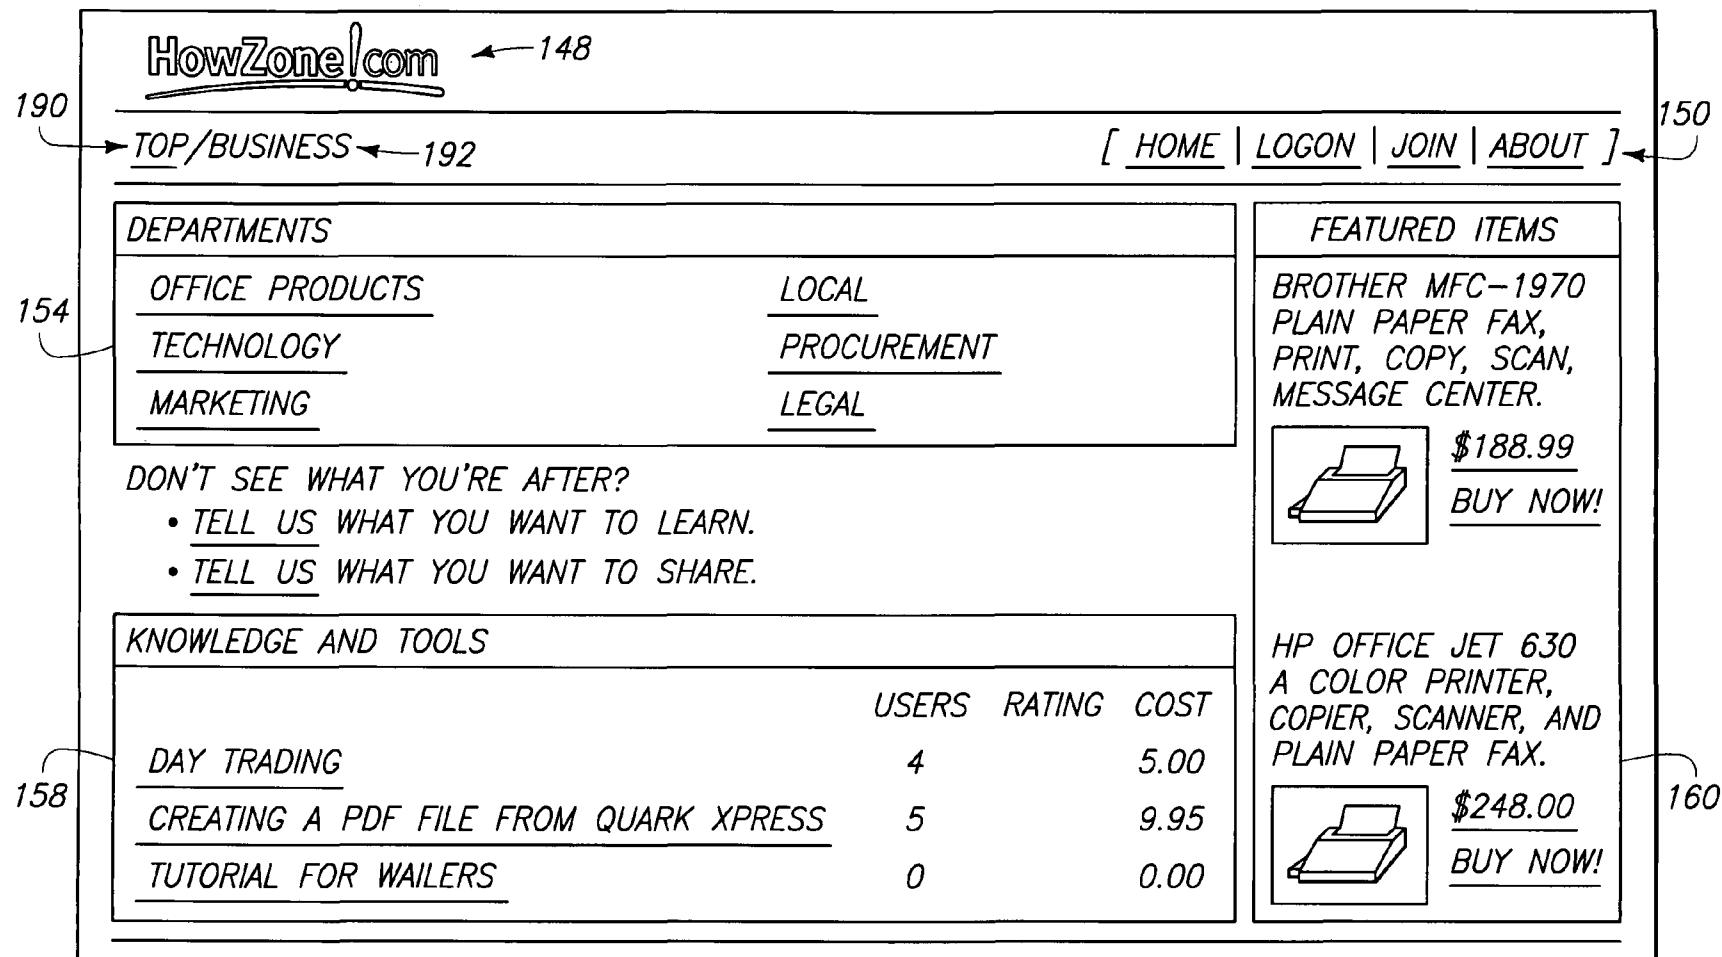 HowZone!com
148
190
TOP/BUSINESS
192
[ HOME | LOGON | JOIN | ABOUT ]
150
DEPARTMENTS
OFFICE PRODUCTS LOCAL
TECHNOLOGY PROCUREMENT
MARKETING LEGAL
154
DON'T SEE WHAT YOU'RE AFTER?
• TELL US WHAT YOU WANT TO LEARN.
• TELL US WHAT YOU WANT TO SHARE.
KNOWLEDGE AND TOOLS
USERS RATING COST
DAY TRADING 4 5.00
CREATING A PDF FILE FROM QUARK XPRESS 5 9.95
TUTORIAL FOR WAILERS 0 0.00
158
FEATURED ITEMS
BROTHER MFC-1970
PLAIN PAPER FAX,
PRINT, COPY, SCAN,
MESSAGE CENTER.
$188.99
BUY NOW!
HP OFFICE JET 630
A COLOR PRINTER,
COPIER, SCANNER, AND
PLAIN PAPER FAX.
$248.00
BUY NOW!
160